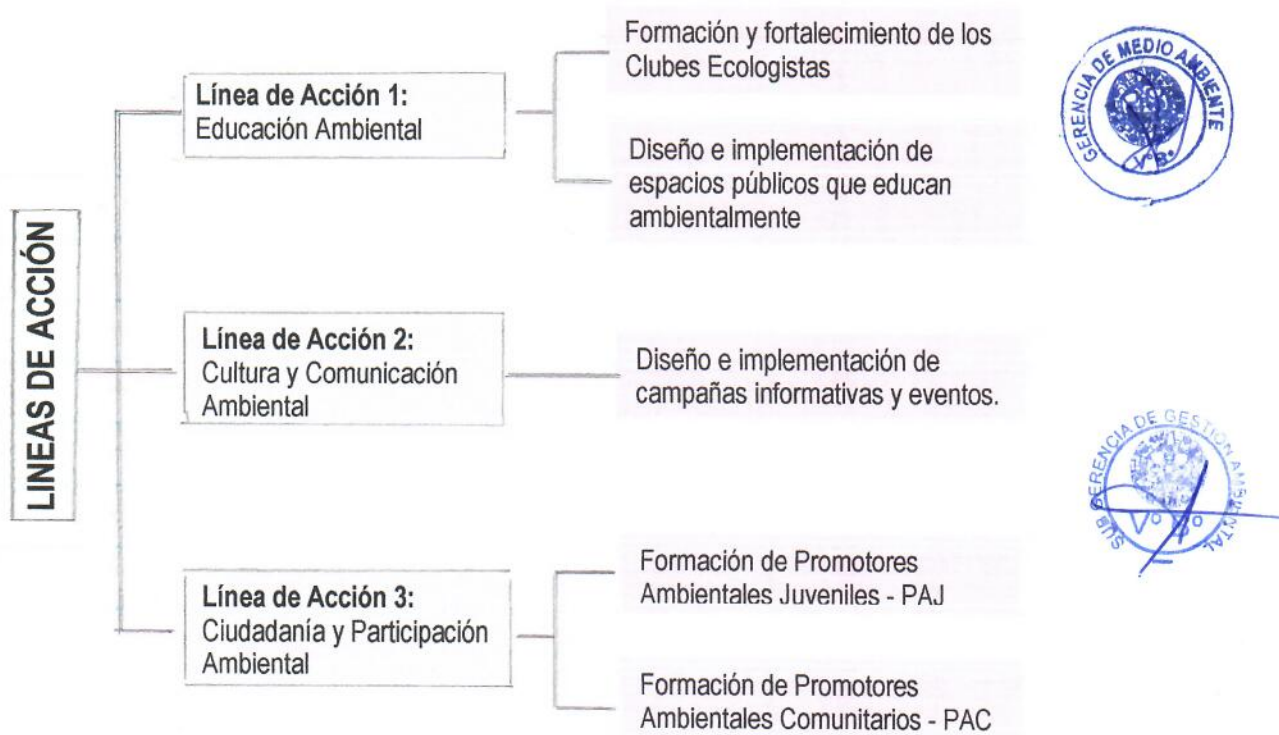 LINEAS DE ACCIÓN
Línea de Acción 1:
Educación Ambiental
Formación y fortalecimiento de los
Clubes Ecologistas
Diseño e implementación de
espacios públicos que educan
ambientalmente
Línea de Acción 2:
Cultura y Comunicación
Ambiental
Diseño e implementación de
campañas informativas y eventos.
Línea de Acción 3:
Ciudadanía y Participación
Ambiental
Formación de Promotores
Ambientales Juveniles - PAJ
Formación de Promotores
Ambientales Comunitarios - PAC
GERENCIA DE MEDIO AMBIENTE
V°B°
SUB GERENCIA DE GESTIÓN AMBIENTAL
V° B°